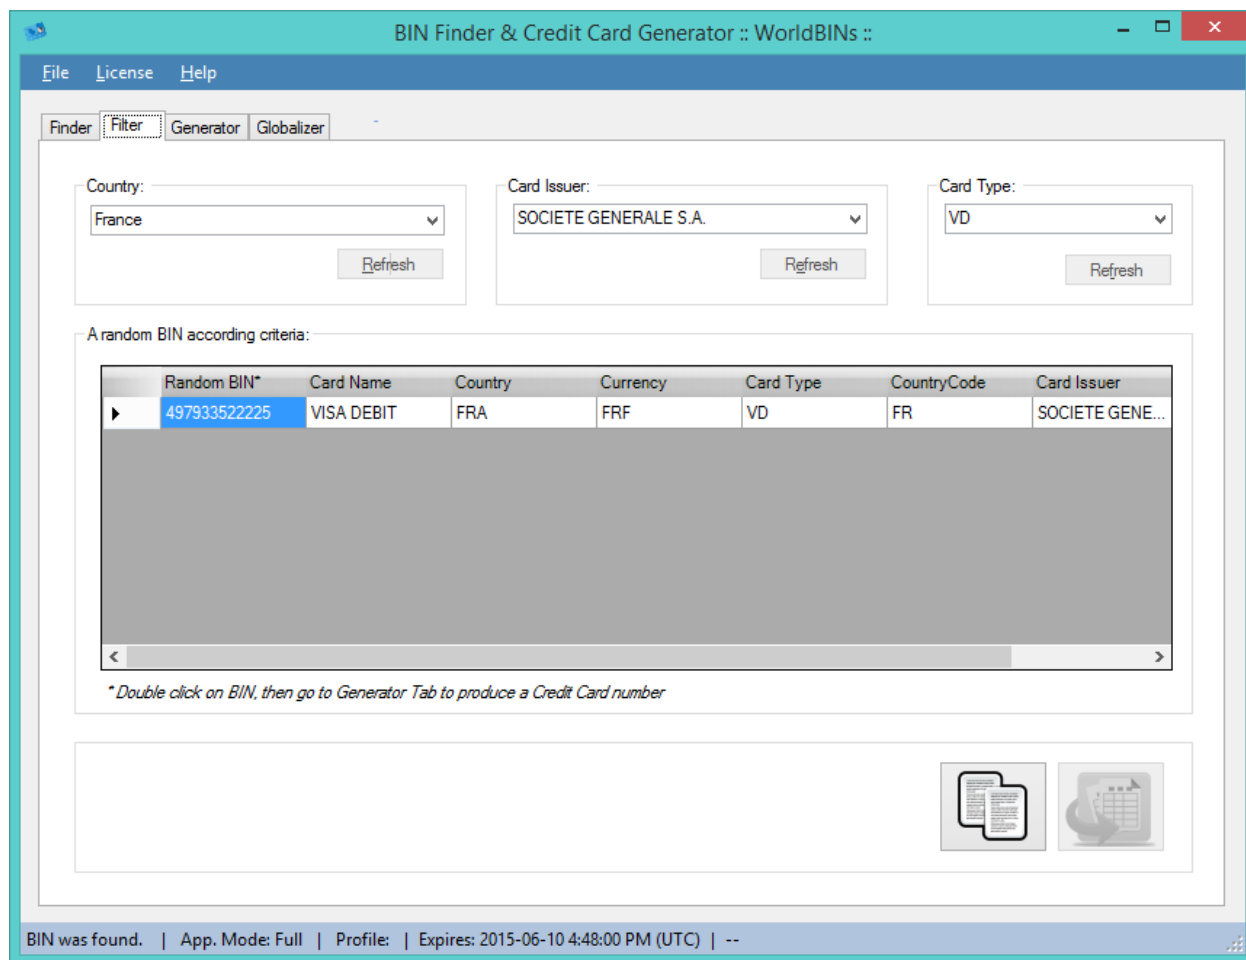 BIN Finder & Credit Card Generator :: WorldBINs ::
File License Help
Finder Filter Generator Globalizer
Country: Card Issuer: Card Type:
France SOCIETE GENERALE S.A. VD
Refresh Refresh Refresh
A random BIN according criteria:
Random BIN* Card Name Country Currency Card Type CountryCode Card Issuer
497933522225 VISA DEBIT FRA FRF VD FR SOCIETE GENE...
* Double click on BIN, then go to Generator Tab to produce a Credit Card number
BIN was found. | App. Mode: Full | Profile: | Expires: 2015-06-10 4:48:00 PM (UTC) | --